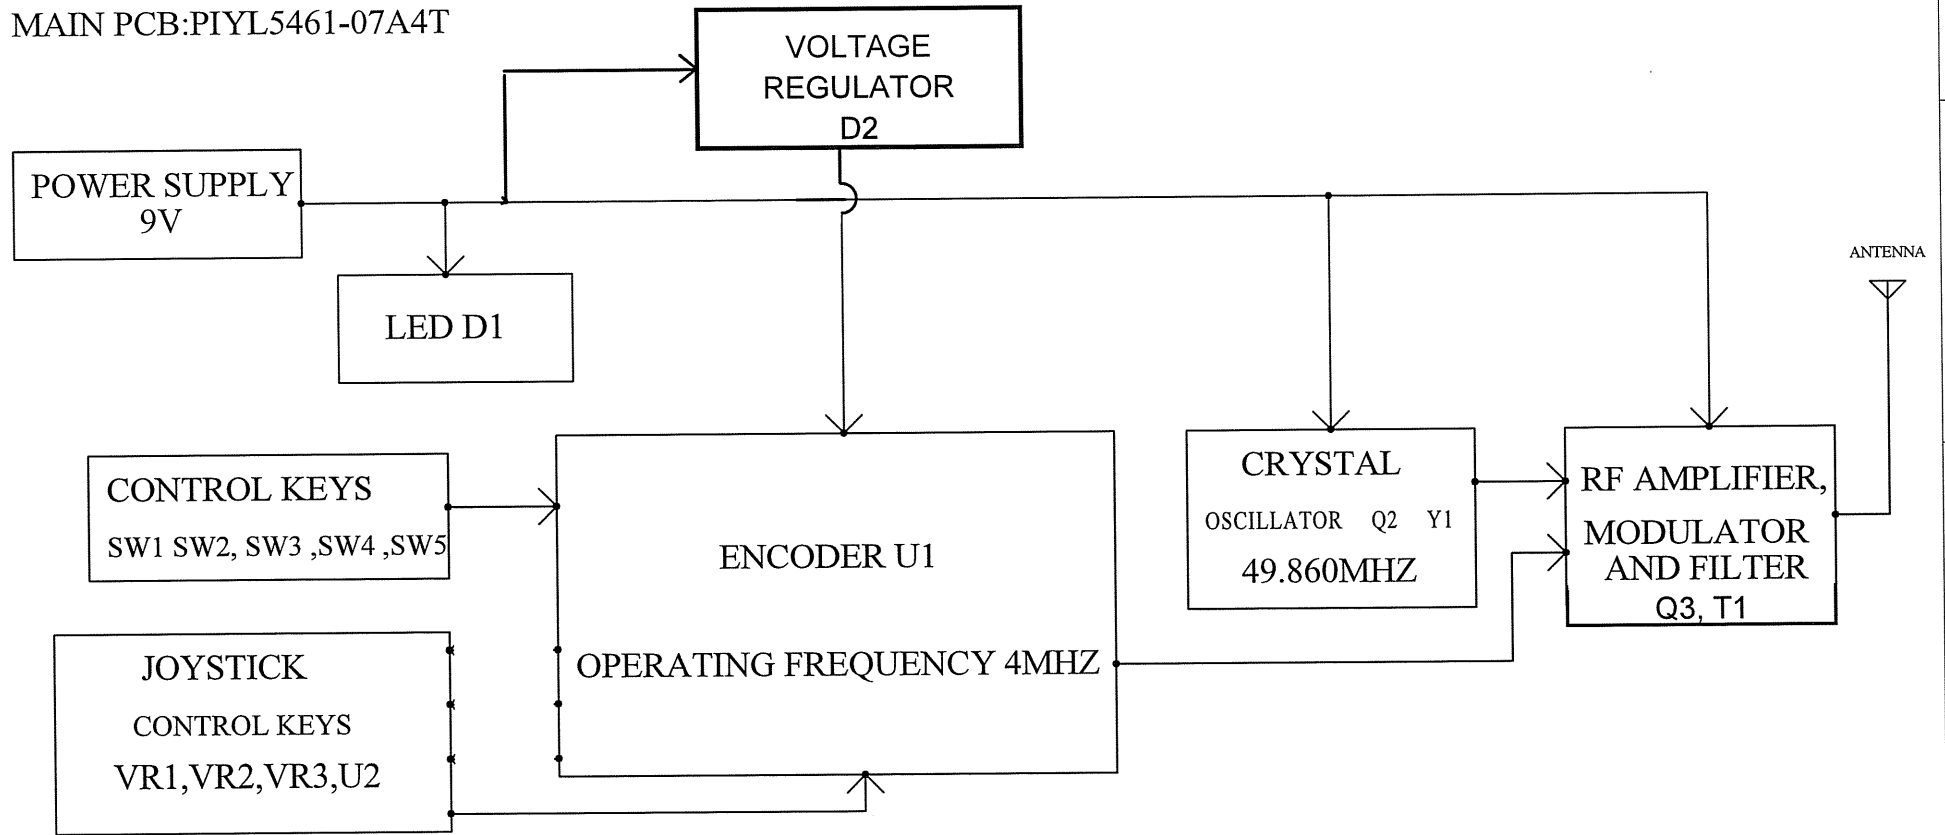 MAIN PCB:PIYL5461-07A4T
VOLTAGE
REGULATOR
D2
POWER SUPPLY
9V
LED D1
ANTENNA
CONTROL KEYS
SW1 SW2, SW3 ,SW4 ,SW5
ENCODER U1
OPERATING FREQUENCY 4MHZ
CRYSTAL
OSCILLATOR Q2 Y1
49.860MHZ
RF AMPLIFIER,
MODULATOR
AND FILTER
Q3, T1
JOYSTICK
CONTROL KEYS
VR1,VR2,VR3,U2